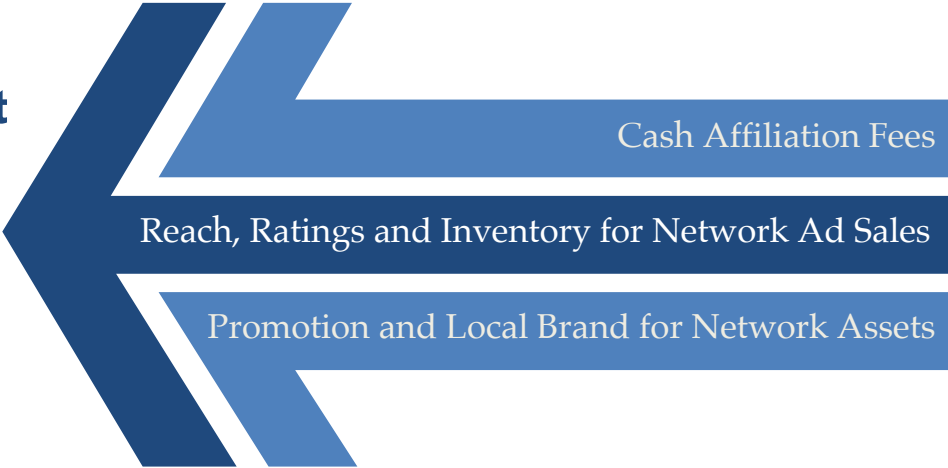 t
Cash Affiliation Fees
Reach, Ratings and Inventory for Network Ad Sales
Promotion and Local Brand for Network Assets